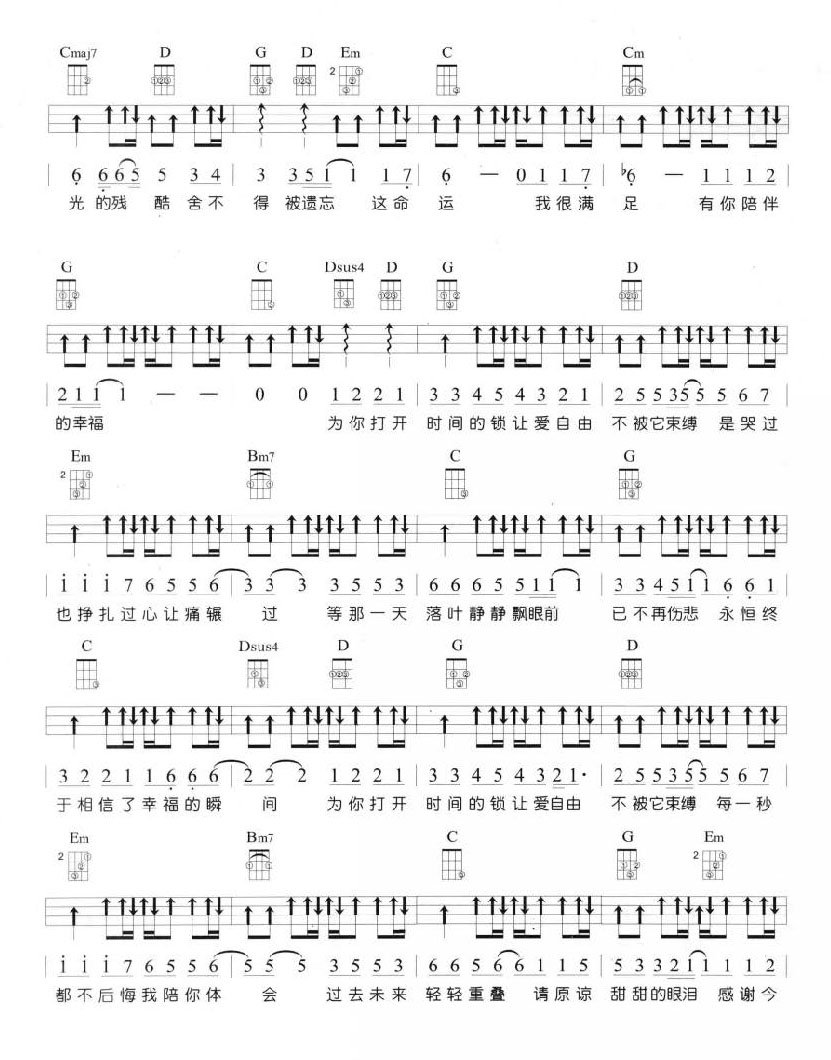 Cmaj7 D G D Em C Cm
2
6 6 6 5 5 3 4 | 3 3 5 1 1 1 7 | 6 — 0 1 1 7 | ♭6 — 1 1 1 2
光的残 酷舍不 得被遗忘 这命 运 我很满 足 有你陪伴
G C Dsus4 D G D
2 1 1 1 1 — — 0 0 1 2 2 1 | 3 3 4 5 4 3 2 1 | 2 5 5 3 5 5 5 6 7
的幸福 为你打开 时间的锁让爱自由 不被它束缚 是哭过
Em Bm7 C G
2
1 1 1 7 6 5 5 6 | 3 3 3 3 5 5 3 | 6 6 6 5 5 1 1 1 | 3 3 4 5 1 1 6 6 1
也挣扎过心让痛辗 过 等那一天 落叶静静飘眼前 已不再伤悲 永恒终
C Dsus4 D G D
3 2 2 1 1 6 6 6 | 2 2 2 1 2 2 1 | 3 3 4 5 4 3 2 1· | 2 5 5 3 5 5 5 6 7
于相信了幸福的瞬 间 为你打开 时间的锁让爱自由 不被它束缚 每一秒
Em Bm7 C G Em
2 2
1 1 1 7 6 5 5 6 | 5 5 5 3 5 5 3 | 6 6 5 6 6 1 1 5 | 5 3 3 2 1 1 1 1 2
都不后悔我陪你体 会 过去未来 轻轻重叠 请原谅 甜甜的眼泪 感谢今